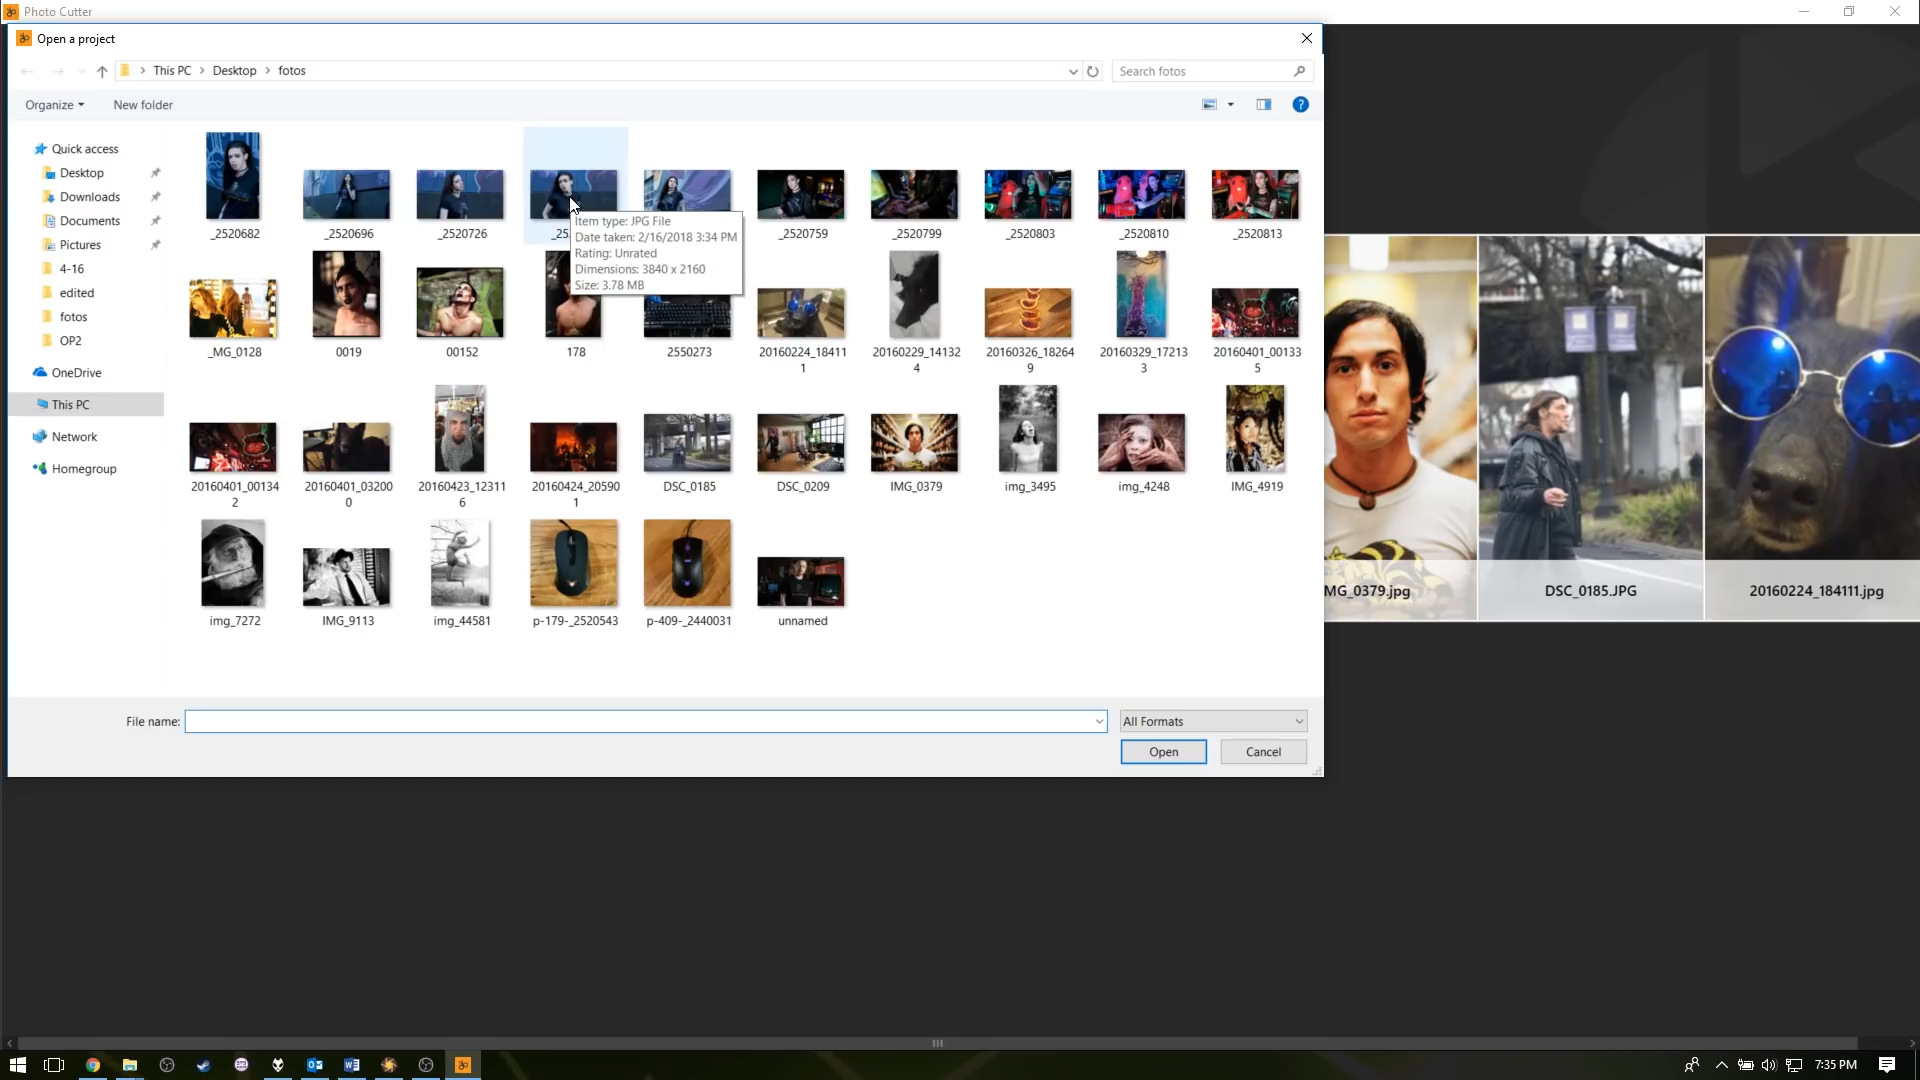 Photo Cutter
Open a project
This PC > Desktop > fotos
Search fotos
Organize
New folder
Quick access
Desktop
Downloads
Documents
Pictures
4-16
edited
fotos
OP2
OneDrive
This PC
Network
Homegroup
_2520682
_2520696
_2520726
_25
_2520759
_2520799
_2520803
_2520810
_2520813
Item type: JPG File
Date taken: 2/16/2018 3:34 PM
Rating: Unrated
Dimensions: 3840 x 2160
Size: 3.78 MB
_MG_0128
0019
00152
178
2550273
20160224_18411
1
20160229_14132
4
20160326_18264
9
20160329_17213
3
20160401_00133
5
20160401_00134
2
20160401_03200
0
20160423_12311
6
20160424_20590
1
DSC_0185
DSC_0209
IMG_0379
img_3495
img_4248
IMG_4919
img_7272
IMG_9113
img_44581
p-179-_2520543
p-409-_2440031
unnamed
MG_0379.jpg
DSC_0185.JPG
20160224_184111.jpg
File name:
All Formats
Open
Cancel
7:35 PM